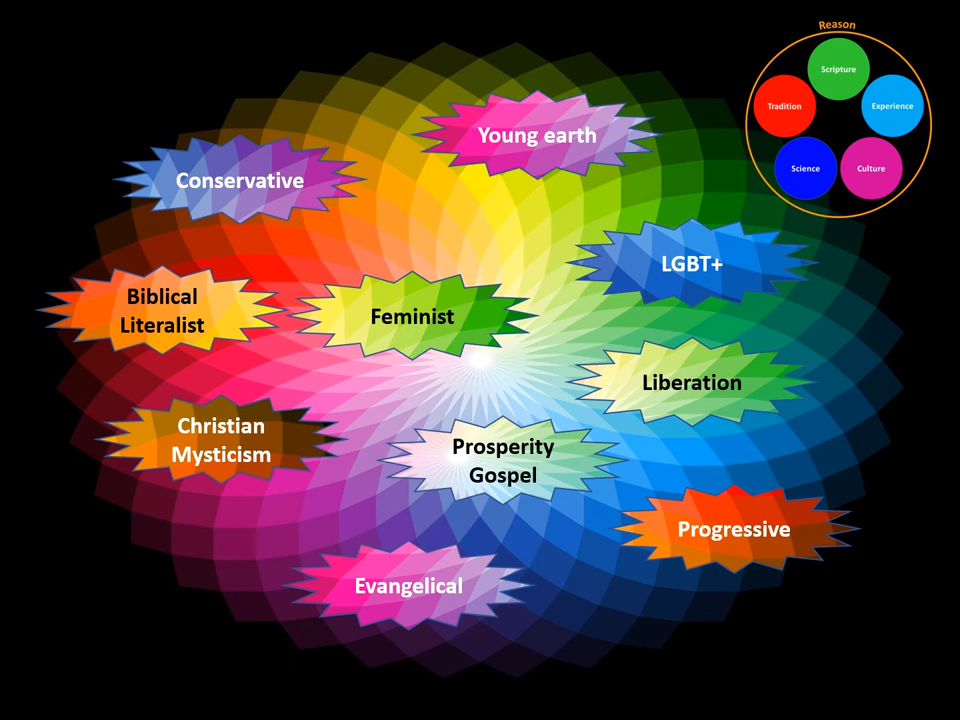 Reason
Scripture
Tradition
Experience
Science
Culture
Young earth
Conservative
LGBT+
Biblical
Literalist
Feminist
Liberation
Christian
Mysticism
Prosperity
Gospel
Progressive
Evangelical